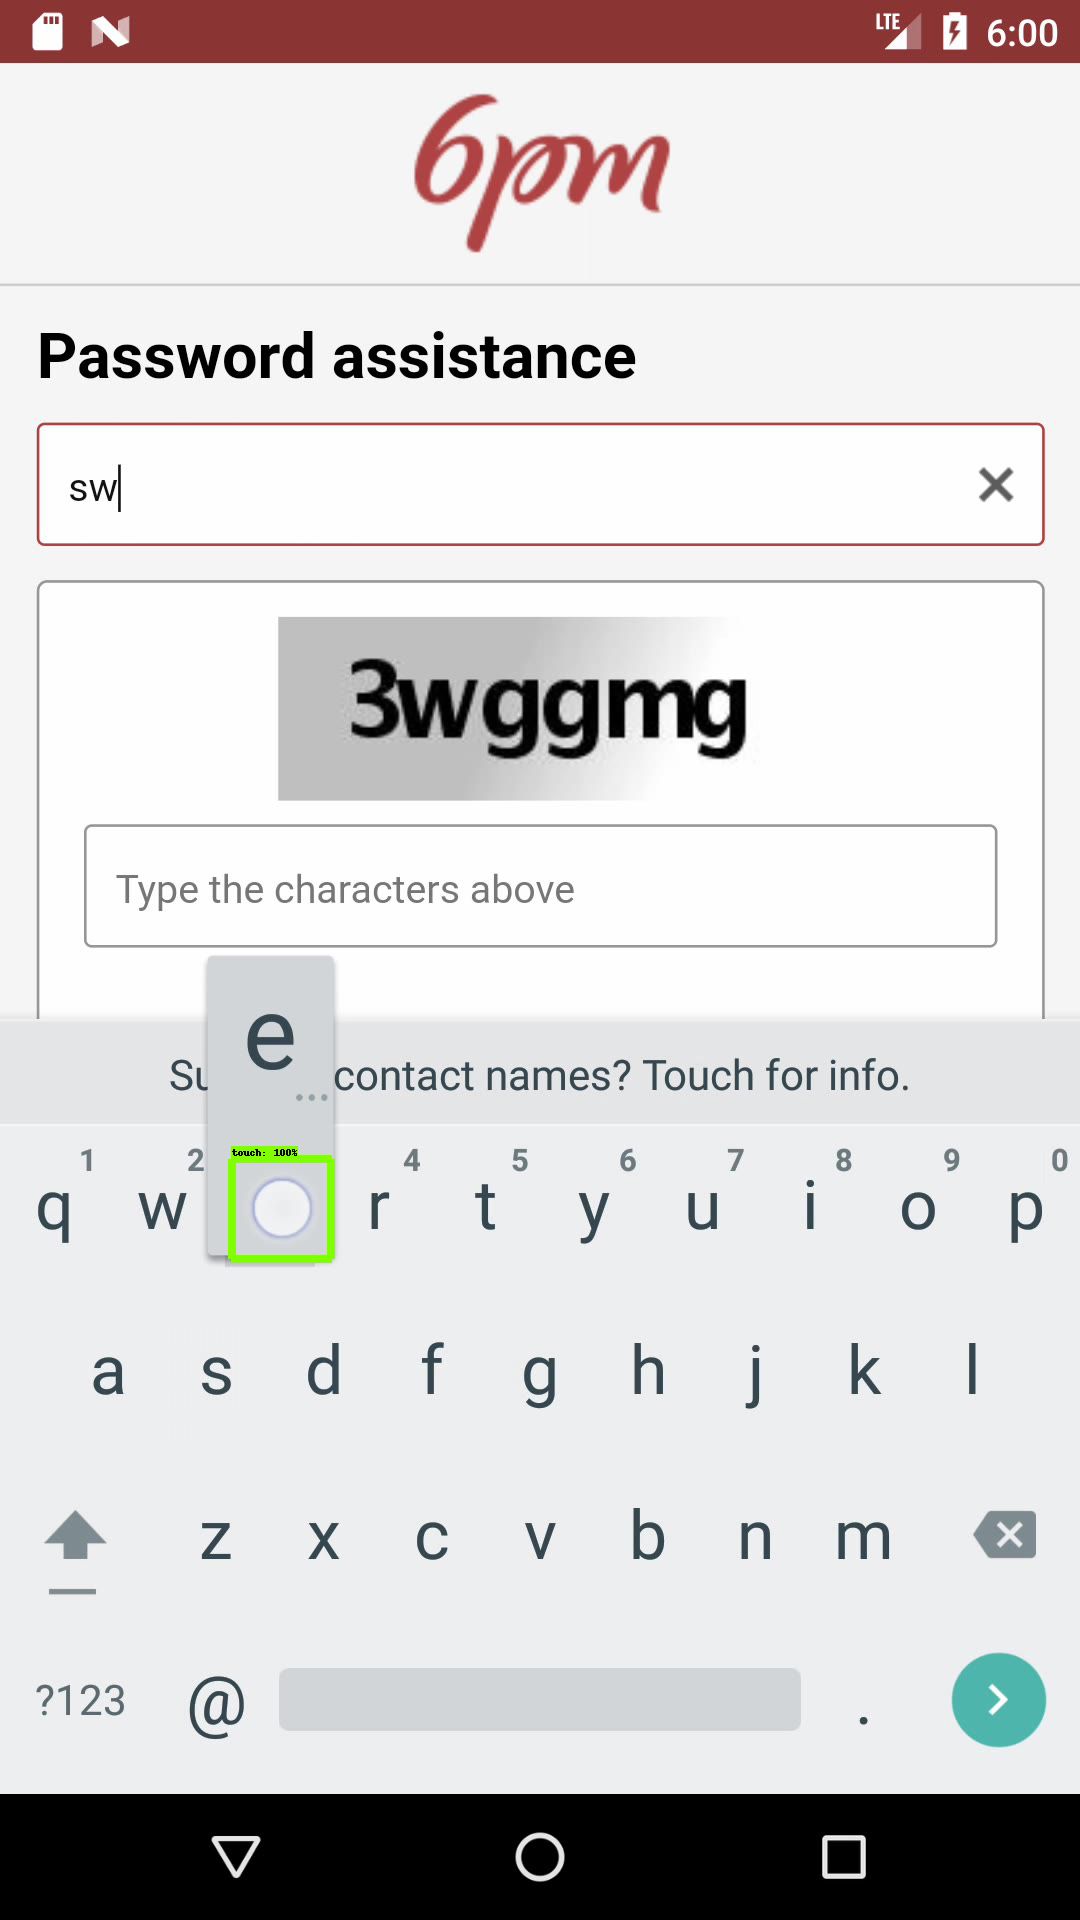 LTE 6:00
6pm
Password assistance
sw
3wggmg
Type the characters above
e
...
Su contact names? Touch for info.
touch: 100%
1 2 4 5 6 7 8 9 0
q w r t y u i o p
a s d f g h j k l
z x c v b n m
?123 @ .